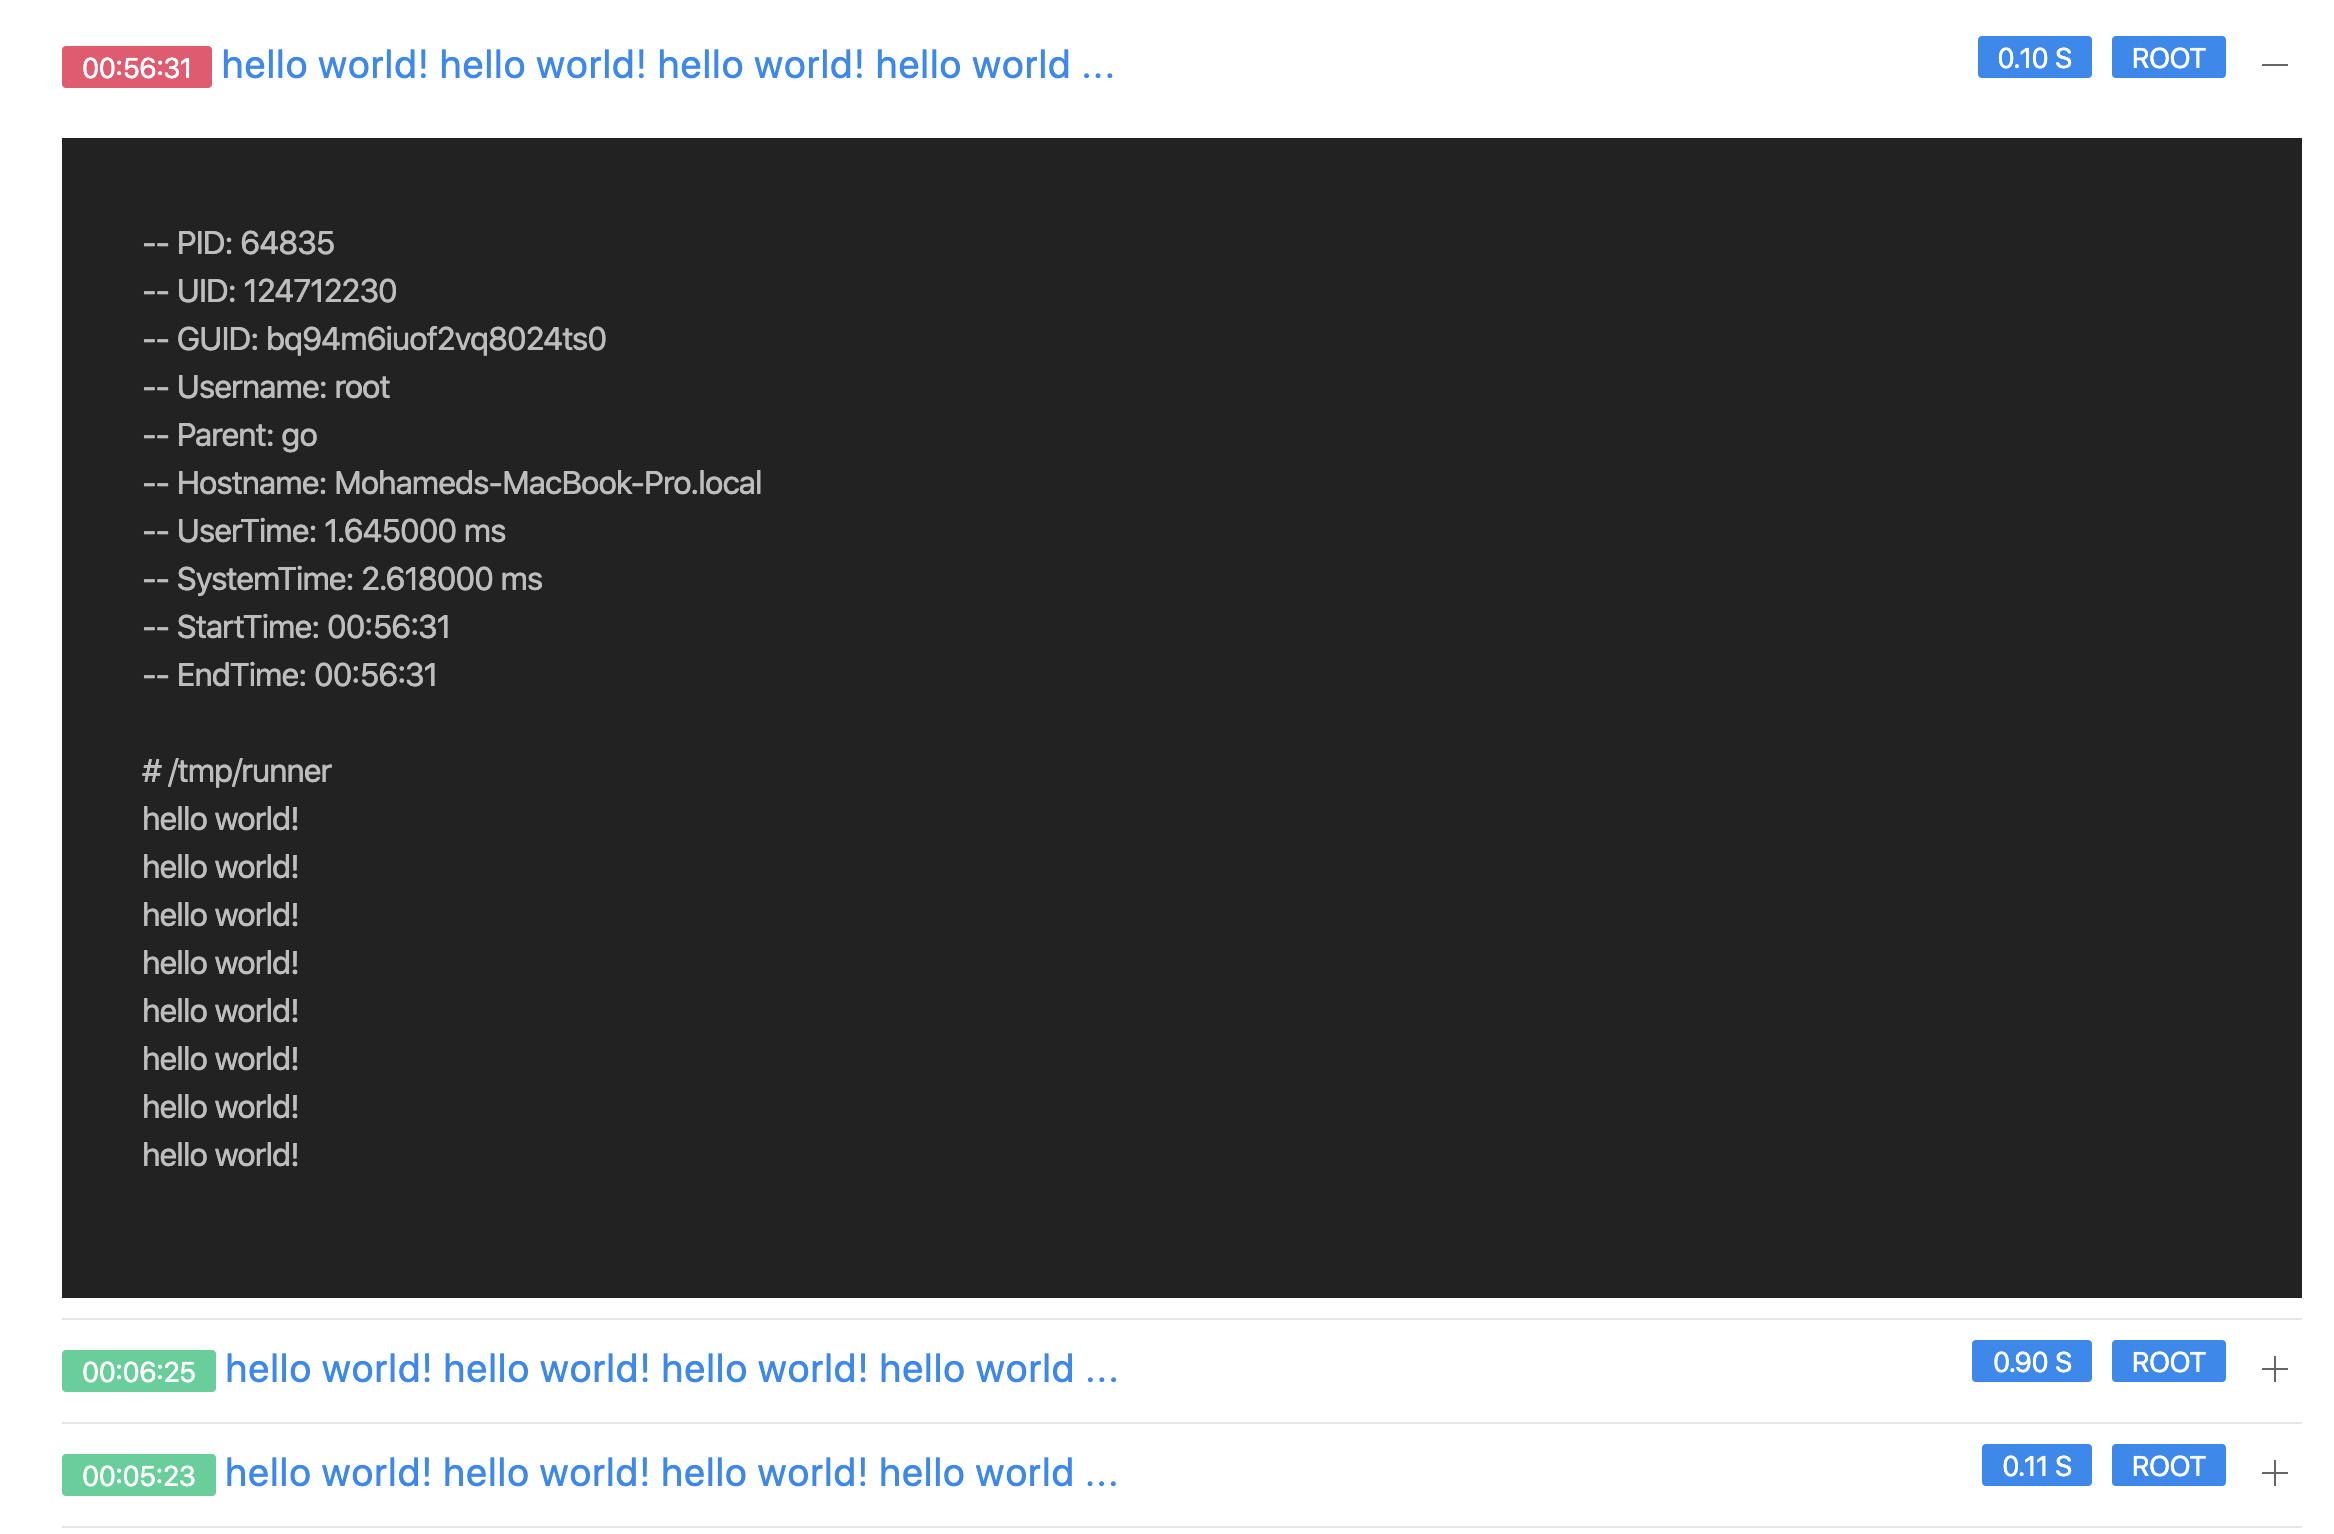 00:56:31 hello world! hello world! hello world! hello world ... 0.10 S ROOT
-- PID: 64835
-- UID: 124712230
-- GUID: bq94m6iuof2vq8024ts0
-- Username: root
-- Parent: go
-- Hostname: Mohameds-MacBook-Pro.local
-- UserTime: 1.645000 ms
-- SystemTime: 2.618000 ms
-- StartTime: 00:56:31
-- EndTime: 00:56:31
# /tmp/runner
hello world!
hello world!
hello world!
hello world!
hello world!
hello world!
hello world!
hello world!
00:06:25 hello world! hello world! hello world! hello world ... 0.90 S ROOT
00:05:23 hello world! hello world! hello world! hello world ... 0.11 S ROOT